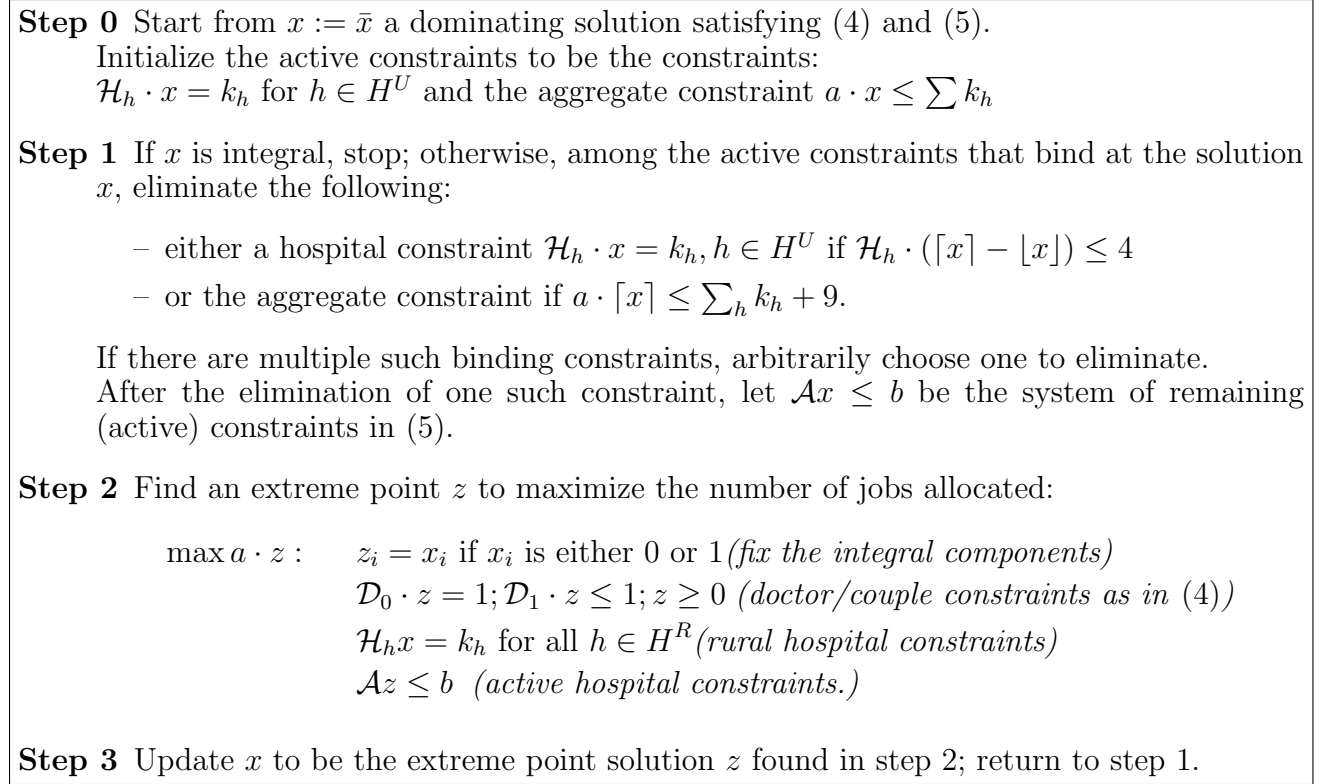 Step 0 Start from x := x̄ a dominating solution satisfying (4) and (5).
Initialize the active constraints to be the constraints:
ℋ_h · x = k_h for h ∈ H^U and the aggregate constraint a · x ≤ ∑ k_h
Step 1 If x is integral, stop; otherwise, among the active constraints that bind at the solution
x, eliminate the following:
– either a hospital constraint ℋ_h · x = k_h, h ∈ H^U if ℋ_h · (⌈x⌉ − ⌊x⌋) ≤ 4
– or the aggregate constraint if a · ⌈x⌉ ≤ ∑_h k_h + 9.
If there are multiple such binding constraints, arbitrarily choose one to eliminate.
After the elimination of one such constraint, let 𝒜x ≤ b be the system of remaining
(active) constraints in (5).
Step 2 Find an extreme point z to maximize the number of jobs allocated:
max a · z : z_i = x_i if x_i is either 0 or 1(fix the integral components)
𝒟_0 · z = 1; 𝒟_1 · z ≤ 1; z ≥ 0 (doctor/couple constraints as in (4))
ℋ_h x = k_h for all h ∈ H^R(rural hospital constraints)
𝒜z ≤ b (active hospital constraints.)
Step 3 Update x to be the extreme point solution z found in step 2; return to step 1.